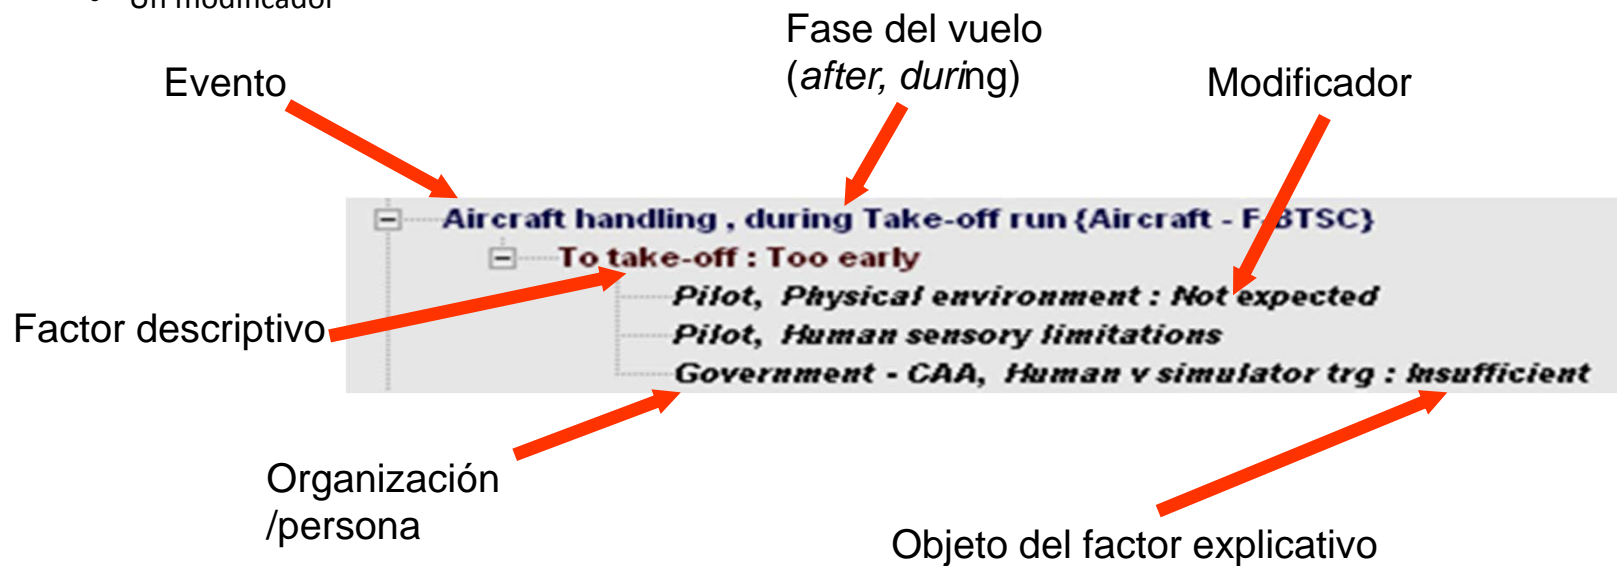 • Un modificador
Fase del vuelo
(after, during)
Evento
Modificador
Aircraft handling , during Take-off run {Aircraft - F-BTSC}
To take-off : Too early
Pilot, Physical environment : Not expected
Factor descriptivo
Pilot, Human sensory limitations
Government - CAA, Human v simulator trg : Insufficient
Organización
/persona
Objeto del factor explicativo